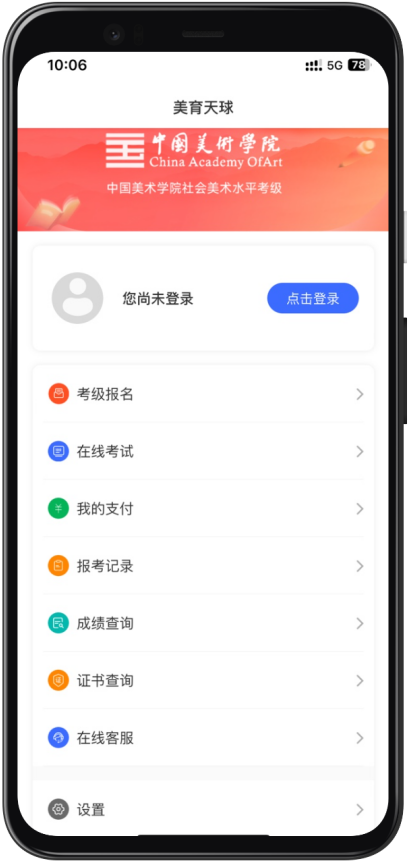 10:06
5G 78
美育天球
中國美術學院
China Academy OfArt
中国美术学院社会美术水平考级
您尚未登录
点击登录
考级报名
在线考试
我的支付
报考记录
成绩查询
证书查询
在线客服
设置